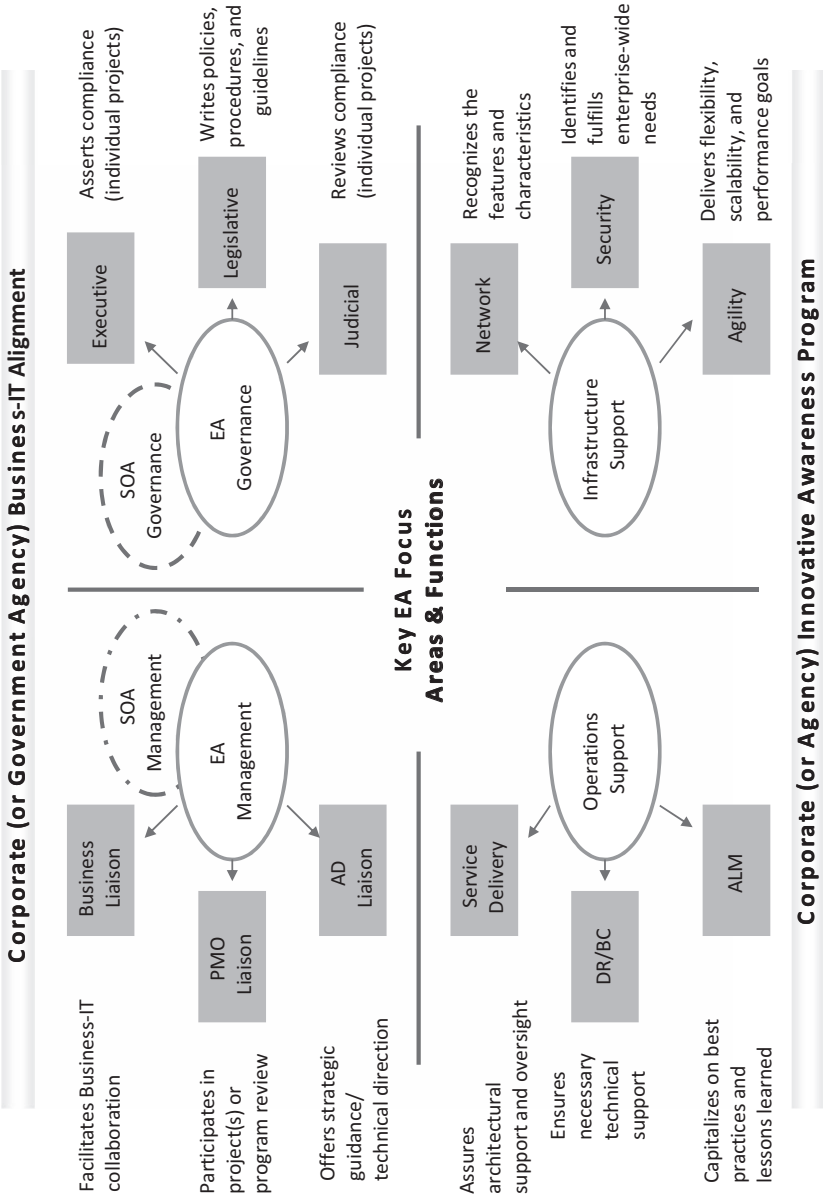 Corporate (or Government Agency) Business-IT Alignment
Facilitates Business-IT
collaboration
Business
Liaison
SOA
Management
EA
Management
Participates in
project(s) or
program review
PMO
Liaison
Offers strategic
guidance/
technical direction
AD
Liaison
SOA
Governance
EA
Governance
Executive
Asserts compliance
(individual projects)
Legislative
Writes policies,
procedures, and
guidelines
Judicial
Reviews compliance
(individual projects)
Key EA Focus
Areas & Functions
Assures
architectural
support and oversight
Service
Delivery
Operations
Support
Ensures
necessary
technical
support
DR/BC
Capitalizes on best
practices and
lessons learned
ALM
Infrastructure
Support
Network
Recognizes the
features and
characteristics
Security
Identifies and
fulfills
enterprise-wide
needs
Agility
Delivers flexibility,
scalability, and
performance goals
Corporate (or Agency) Innovative Awareness Program